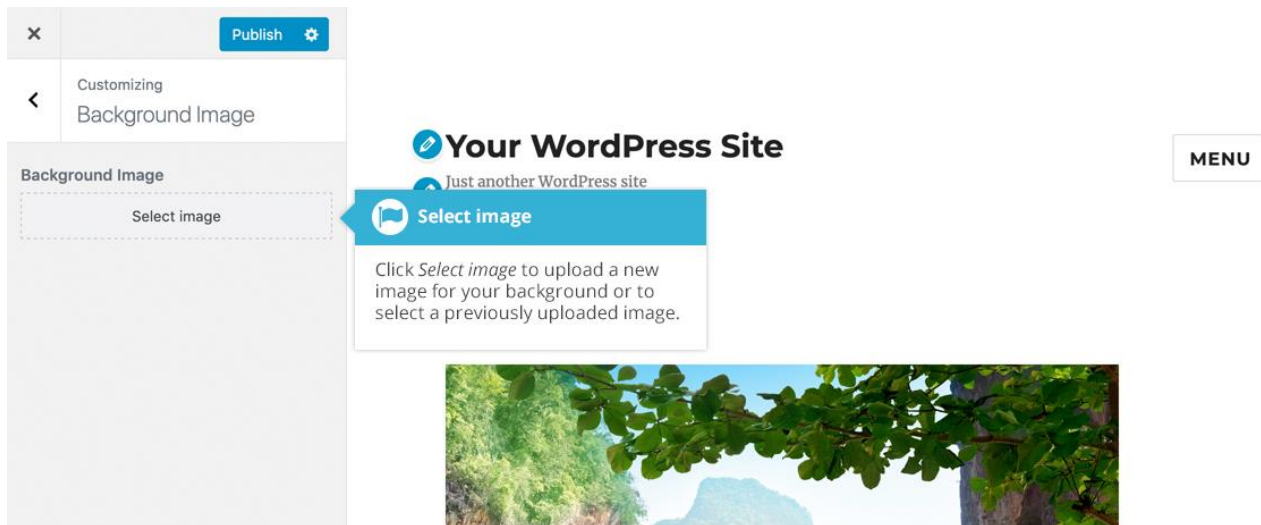 Publish
Customizing
Background Image
Background Image
Select image
Your WordPress Site
Just another WordPress site
MENU
Select image
Click Select image to upload a new
image for your background or to
select a previously uploaded image.